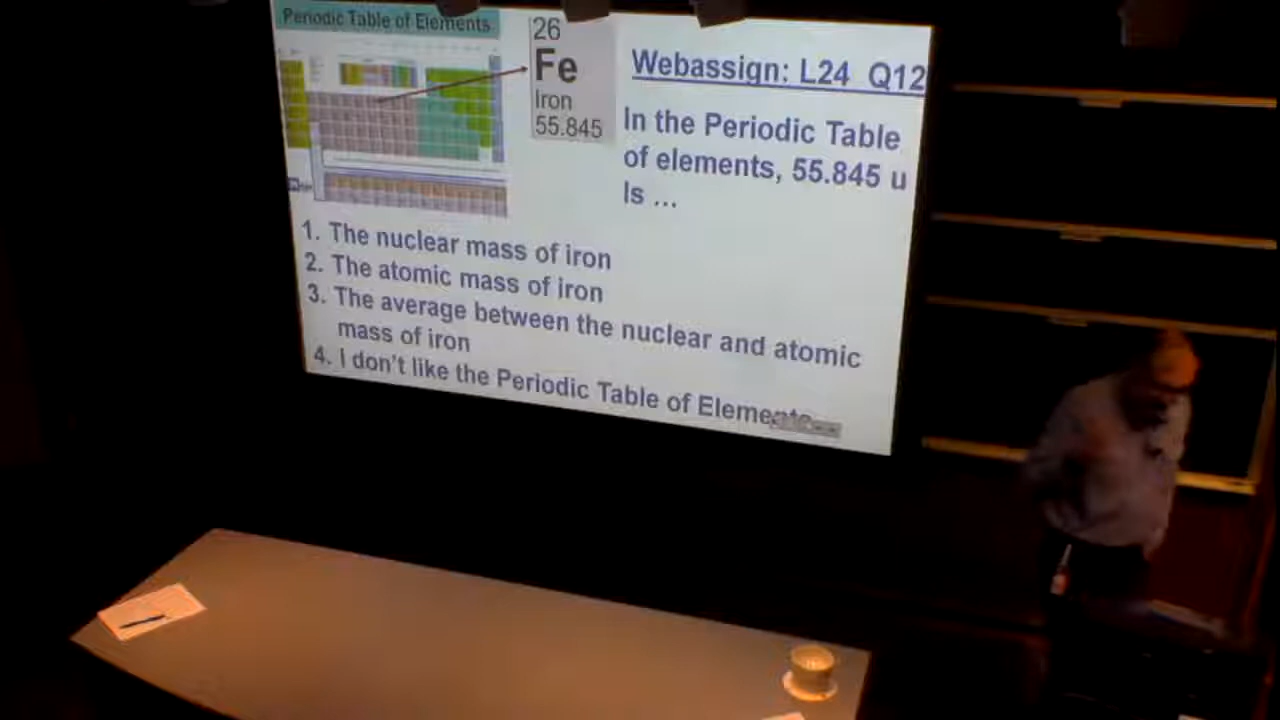 Periodic Table of Elements
26
Fe
Iron
55.845
Webassign: L24 Q12
In the Periodic Table
of elements, 55.845 u
Is ...
1. The nuclear mass of iron
2. The atomic mass of iron
3. The average between the nuclear and atomic
mass of iron
4. I don't like the Periodic Table of Elements